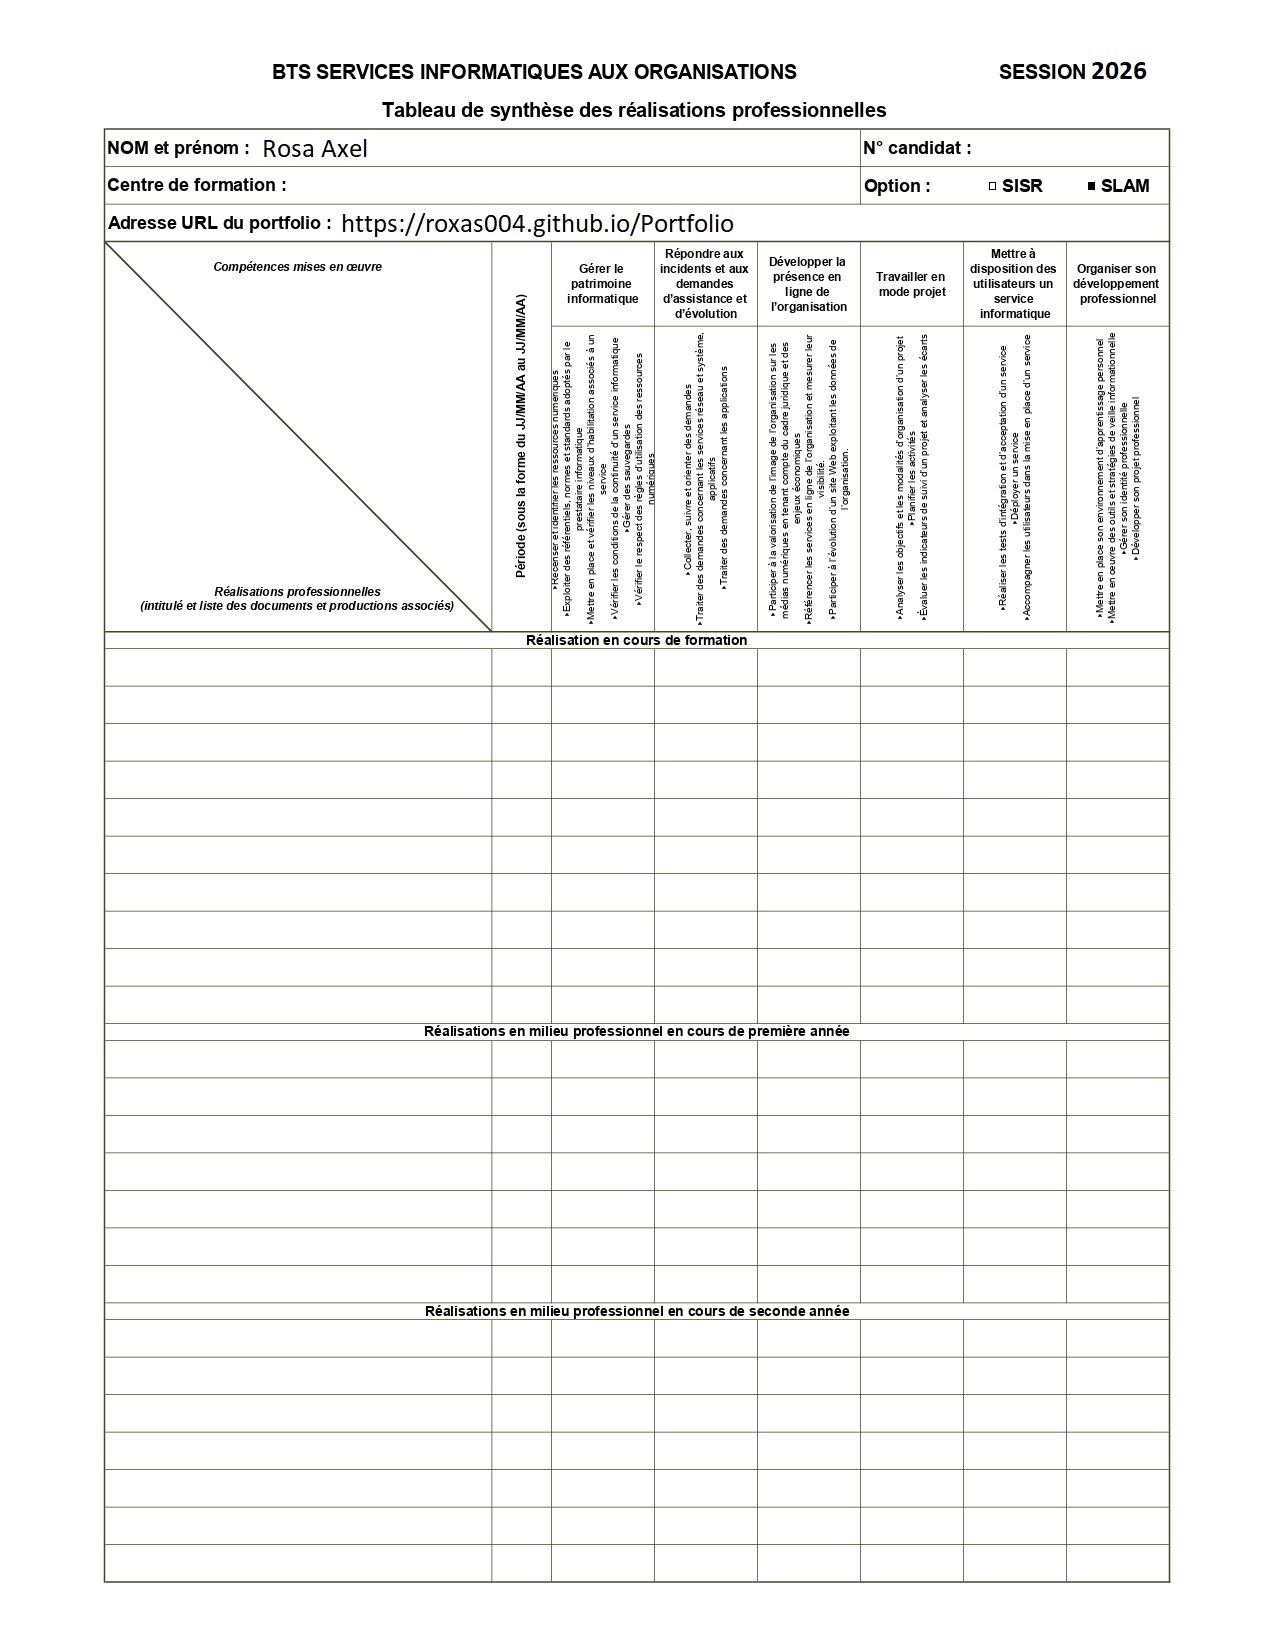 BTS SERVICES INFORMATIQUES AUX ORGANISATIONS SESSION 2026
Tableau de synthèse des réalisations professionnelles
NOM et prénom : Rosa Axel N° candidat :
Centre de formation : Option : □ SISR ■ SLAM
Adresse URL du portfolio : https://roxas004.github.io/Portfolio
Compétences mises en œuvre
Réalisations professionnelles
(intitulé et liste des documents et productions associés)
Période (sous la forme du JJ/MM/AA au JJ/MM/AA)
Gérer le
patrimoine
informatique
Répondre aux
incidents et aux
demandes
d'assistance et
d'évolution
Développer la
présence en
ligne de
l'organisation
Travailler en
mode projet
Mettre à
disposition des
utilisateurs un
service
informatique
Organiser son
développement
professionnel
▸Recenser et identifier les ressources numériques
▸Exploiter des référentiels, normes et standards adoptés par le
prestataire informatique
▸Mettre en place et vérifier les niveaux d'habilitation associés à un
service
▸Vérifier les conditions de la continuité d'un service informatique
▸Gérer des sauvegardes
▸Vérifier le respect des règles d'utilisation des ressources
numériques
▸Collecter, suivre et orienter des demandes
▸Traiter des demandes concernant les services réseau et système,
applicatifs
▸Traiter des demandes concernant les applications
▸Participer à la valorisation de l'image de l'organisation sur les
médias numériques en tenant compte du cadre juridique et des
enjeux économiques
▸Référencer les services en ligne de l'organisation et mesurer leur
visibilité.
▸Participer à l'évolution d'un site Web exploitant les données de
l'organisation.
▸Analyser les objectifs et les modalités d'organisation d'un projet
▸Planifier les activités
▸Évaluer les indicateurs de suivi d'un projet et analyser les écarts
▸Réaliser les tests d'intégration et d'acceptation d'un service
▸Déployer un service
▸Accompagner les utilisateurs dans la mise en place d'un service
▸Mettre en place son environnement d'apprentissage personnel
▸Mettre en œuvre des outils et stratégies de veille informationnelle
▸Gérer son identité professionnelle
▸Développer son projet professionnel
Réalisation en cours de formation
Réalisations en milieu professionnel en cours de première année
Réalisations en milieu professionnel en cours de seconde année